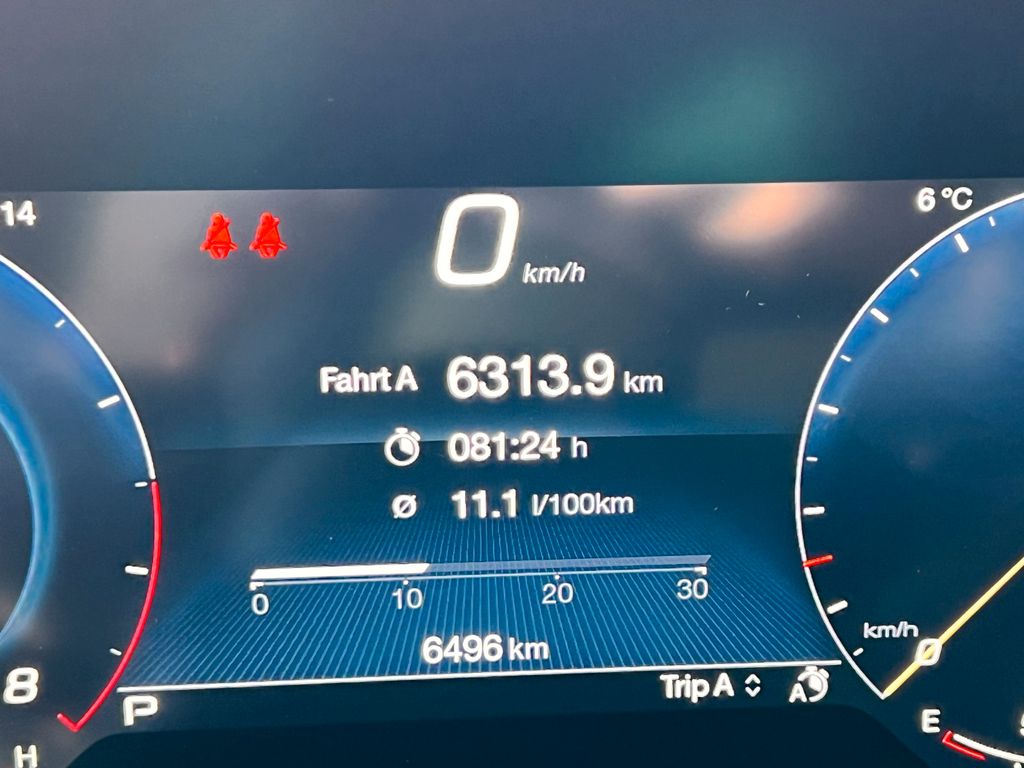 14
6 °C
0 km/h
Fahrt A 6313.9 km
081:24 h
ø 11.1 l/100km
0 10 20 30
6496 km
km/h
0
8
P
Trip A
A
E
H